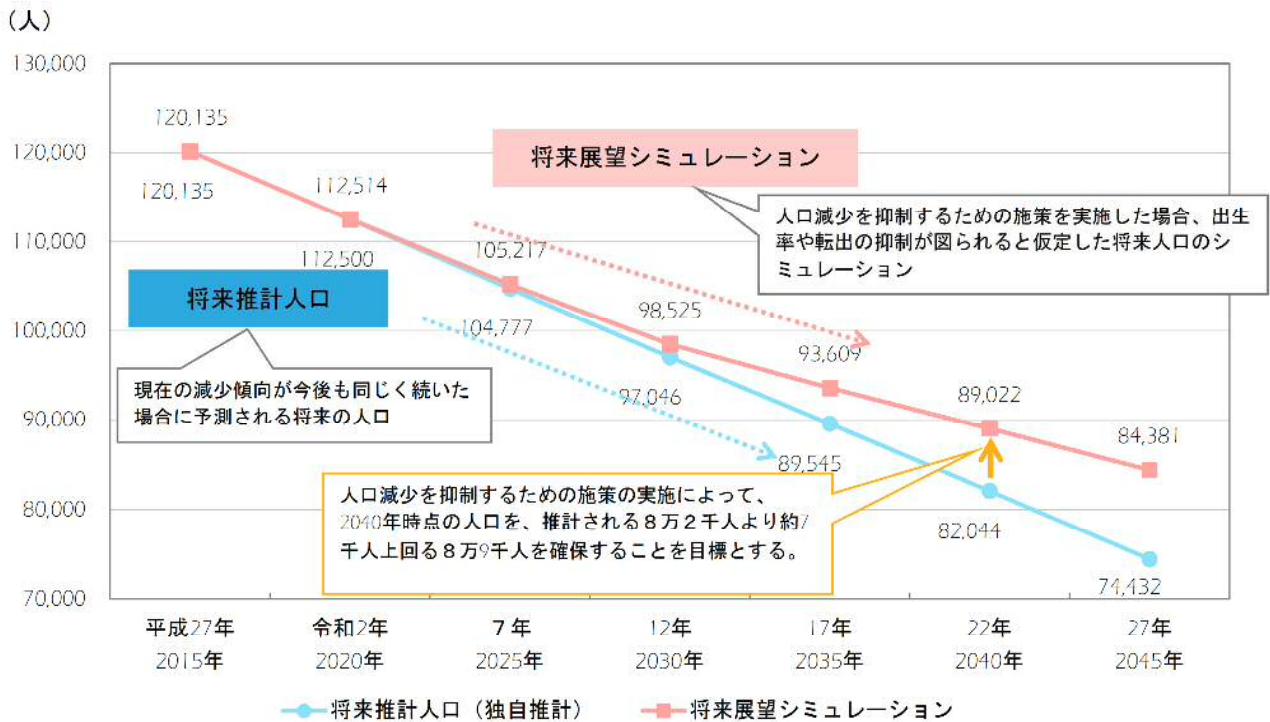 （人）
130,000
120,000
110,000
100,000
90,000
80,000
70,000
120,135
120,135
112,514
112,500
105,217
104,777
98,525
97,046
93,609
89,545
89,022
82,044
84,381
74,432
将来展望シミュレーション
人口減少を抑制するための施策を実施した場合、出生
率や転出の抑制が図られると仮定した将来人口のシ
ミュレーション
将来推計人口
現在の減少傾向が今後も同じく続いた
場合に予測される将来の人口
人口減少を抑制するための施策の実施によって、
2040年時点の人口を、推計される８万２千人より約7
千人上回る８万9千人を確保することを目標とする。
平成27年
2015年
令和2年
2020年
７年
2025年
12年
2030年
17年
2035年
22年
2040年
27年
2045年
将来推計人口（独自推計）
将来展望シミュレーション